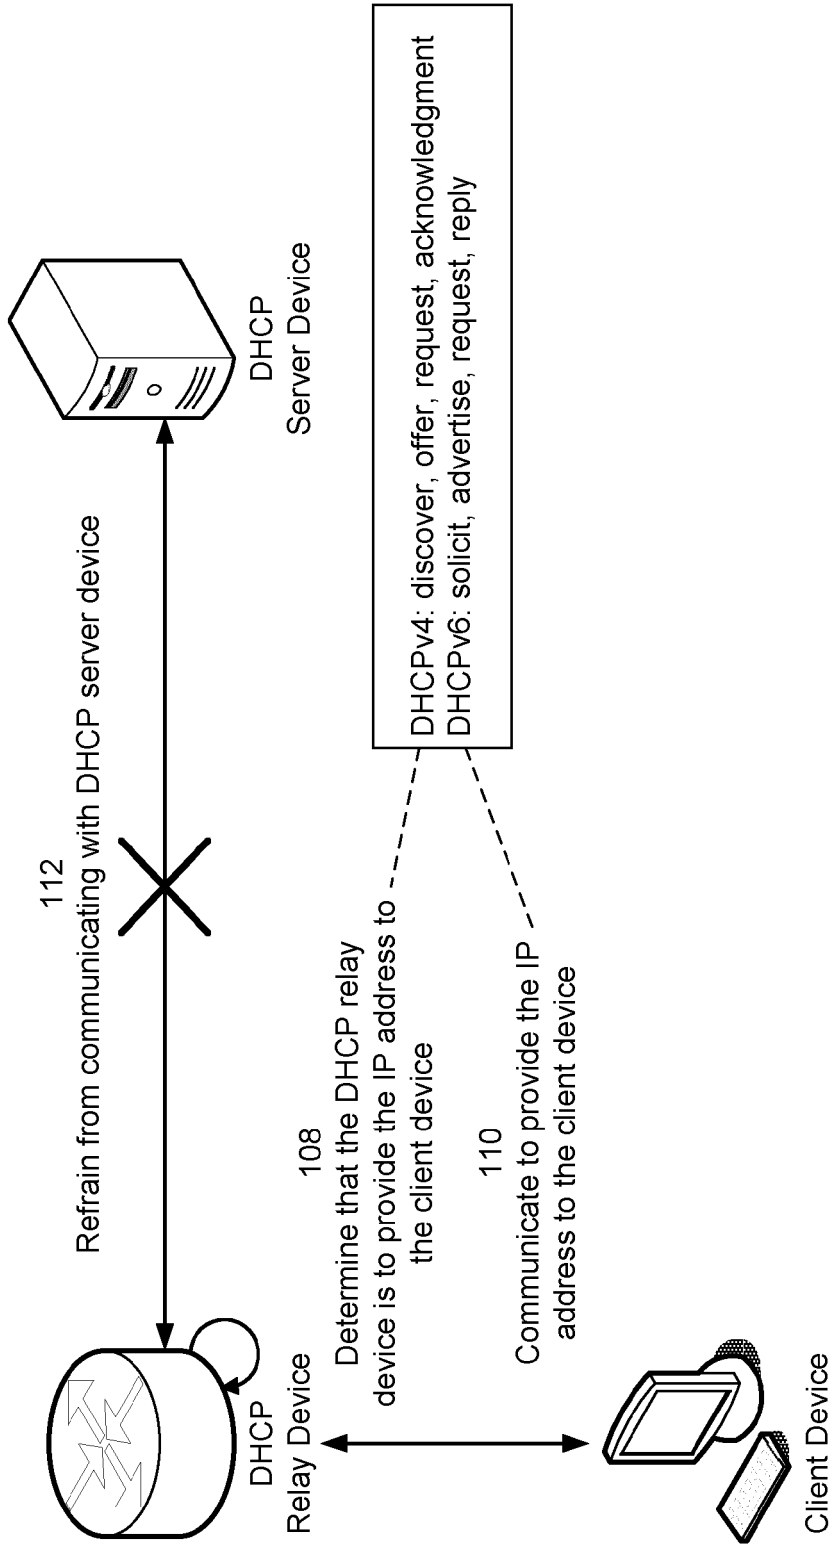 112
Refrain from communicating with DHCP server device
DHCP
Relay Device
DHCP
Server Device
108
Determine that the DHCP relay
device is to provide the IP address to
the client device
110
Communicate to provide the IP
address to the client device
DHCPv4: discover, offer, request, acknowledgment
DHCPv6: solicit, advertise, request, reply
Client Device